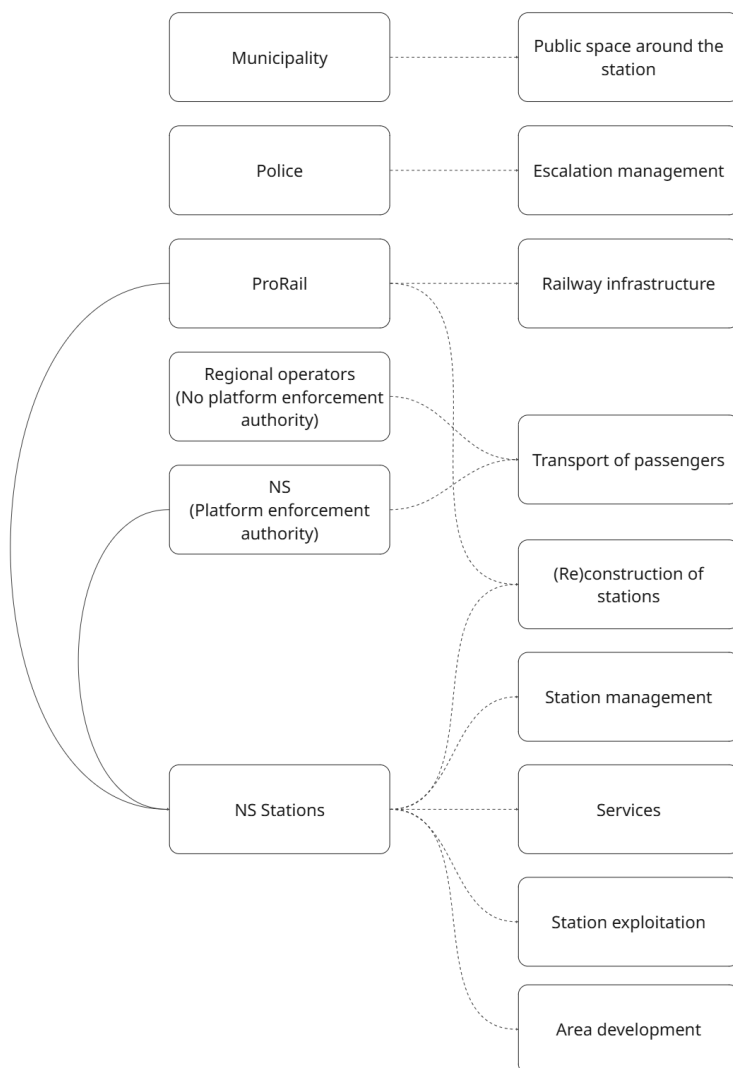 Municipality
Public space around the
station
Police
Escalation management
ProRail
Railway infrastructure
Regional operators
(No platform enforcement
authority)
Transport of passengers
NS
(Platform enforcement
authority)
(Re)construction of
stations
Station management
NS Stations
Services
Station exploitation
Area development